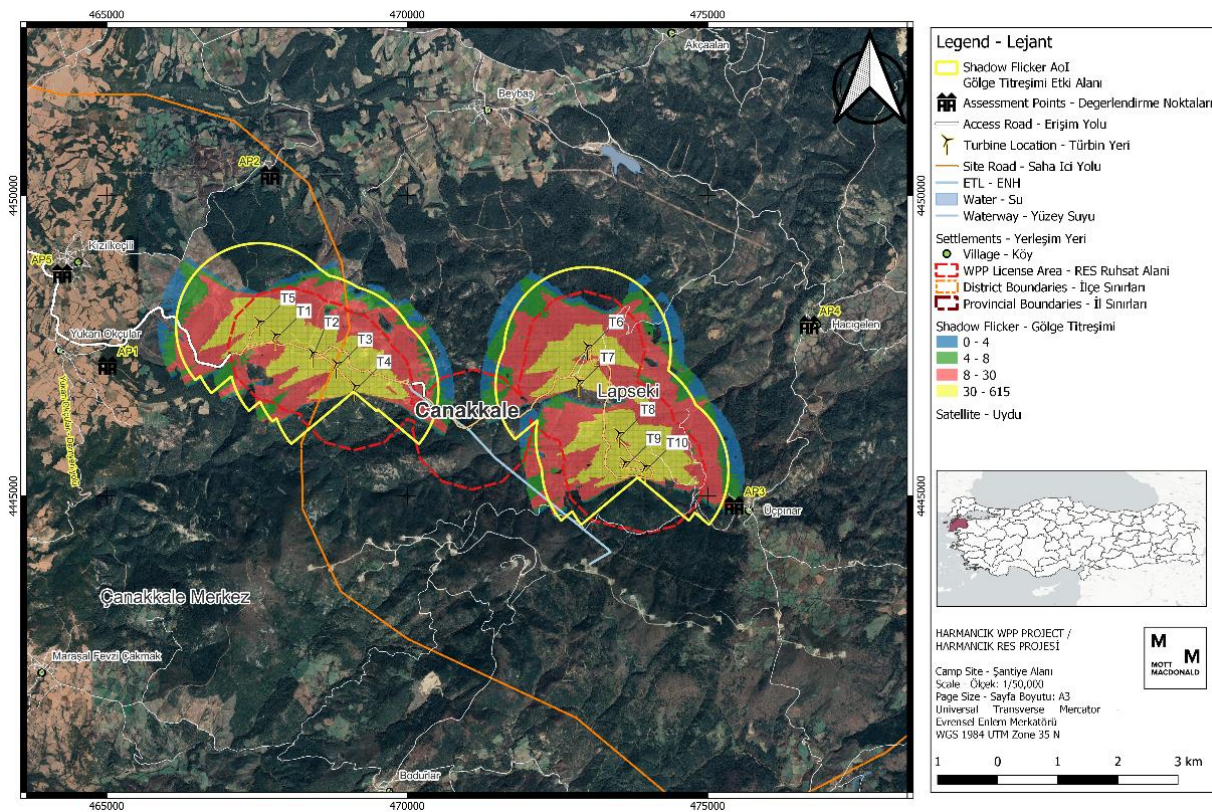 465000
470000
475000
4450000
4445000
4450000
4445000
465000
470000
475000
Akçaalan
Beybaş
AP2
Kızılkeçili
AP5
Yukarı Okçular
AP1
T5
T1
T2
T3
T4
T6
T7
AP4
Hacıgelen
Lapseki
Çanakkale
T8
T9
T10
AP3
Üçpınar
Çanakkale Merkez
Maraşal Fevzi Çakmak
Bodurlar
Legend - Lejant
Shadow Flicker AoI
Gölge Titreşimi Etki Alanı
Assessment Points - Degerlendirme Noktaları
Access Road - Erişim Yolu
Turbine Location - Türbin Yeri
Site Road - Saha Ici Yolu
ETL - ENH
Water - Su
Waterway - Yüzey Suyu
Settlements - Yerleşim Yeri
Village - Köy
WPP License Area - RES Ruhsat Alani
District Boundaries - İlçe Sınırları
Provincial Boundaries - İl Sınırları
Shadow Flicker - Gölge Titreşimi
0 - 4
4 - 8
8 - 30
30 - 615
Satellite - Uydu
HARMANCIK WPP PROJECT /
HARMANCIK RES PROJESİ
Camp Site - Şantiye Alanı
Scale Ölçek: 1/50,000
Page Size - Sayfa Boyutu: A3
Universal Transverse Mercator
Evrensel Enlem Merkatörü
WGS 1984 UTM Zone 35 N
M
M
MOTT
MACDONALD
1 0 1 2 3 km